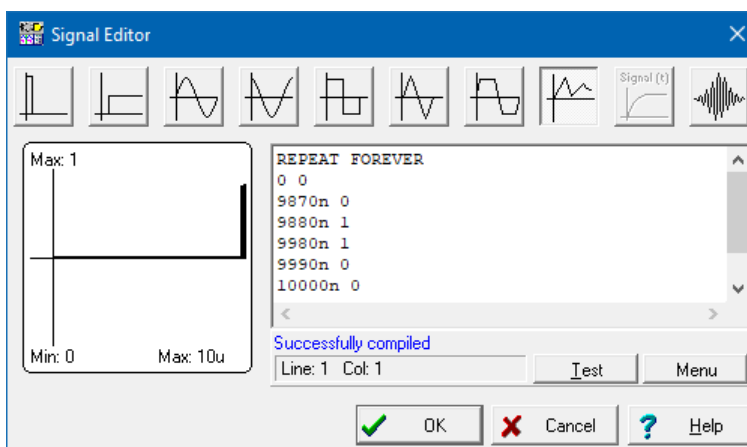 Signal Editor
Signal (t)
Max: 1
Min: 0 Max: 10u
REPEAT FOREVER
0 0
9870n 0
9880n 1
9980n 1
9990n 0
10000n 0
Successfully compiled
Line: 1 Col: 1
Test
Menu
OK
Cancel
? Help